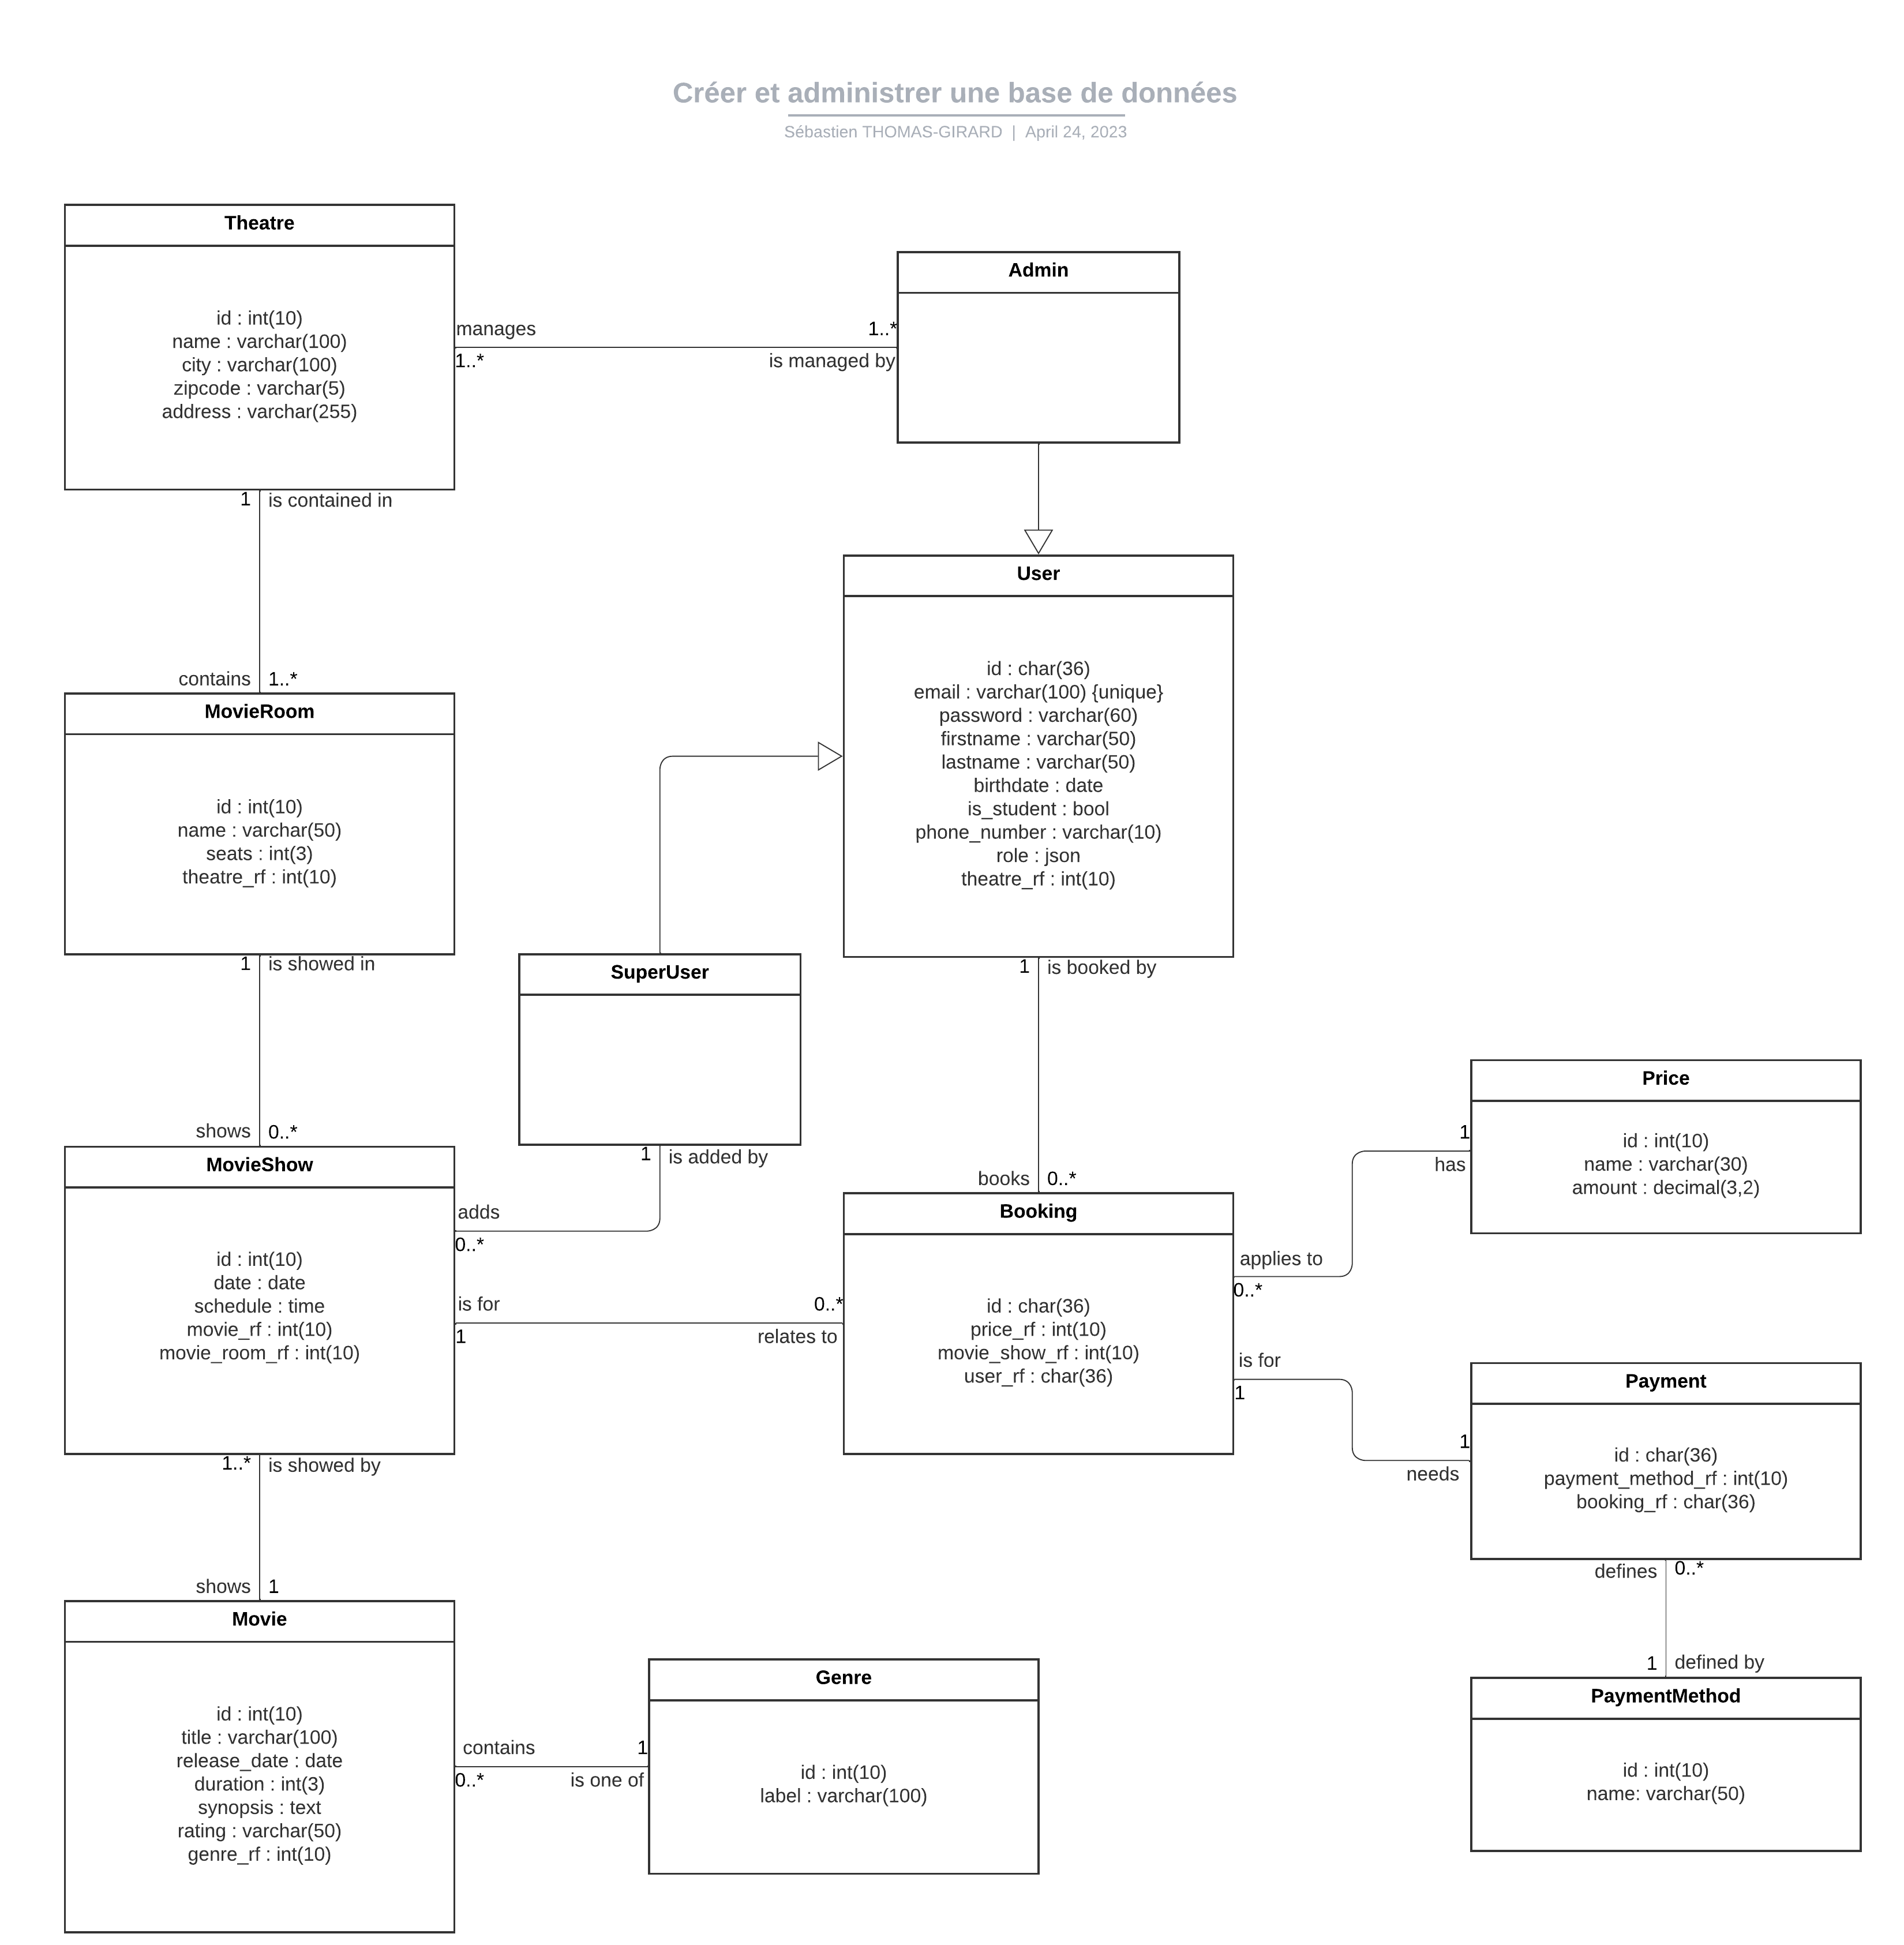 Créer et administrer une base de données
Sébastien THOMAS-GIRARD | April 24, 2023
Theatre
id : int(10)
name : varchar(100)
city : varchar(100)
zipcode : varchar(5)
address : varchar(255)
manages
1..*
1..*
is managed by
Admin
1
is contained in
contains
1..*
MovieRoom
id : int(10)
name : varchar(50)
seats : int(3)
theatre_rf : int(10)
User
id : char(36)
email : varchar(100) {unique}
password : varchar(60)
firstname : varchar(50)
lastname : varchar(50)
birthdate : date
is_student : bool
phone_number : varchar(10)
role : json
theatre_rf : int(10)
1
is showed in
shows
0..*
SuperUser
1
is added by
adds
0..*
1
is booked by
books
0..*
MovieShow
id : int(10)
date : date
schedule : time
movie_rf : int(10)
movie_room_rf : int(10)
is for
1
0..*
relates to
Booking
id : char(36)
price_rf : int(10)
movie_show_rf : int(10)
user_rf : char(36)
applies to
0..*
1
has
Price
id : int(10)
name : varchar(30)
amount : decimal(3,2)
is for
1
1
needs
Payment
id : char(36)
payment_method_rf : int(10)
booking_rf : char(36)
defines
0..*
1
defined by
PaymentMethod
id : int(10)
name: varchar(50)
1..*
is showed by
shows
1
Movie
id : int(10)
title : varchar(100)
release_date : date
duration : int(3)
synopsis : text
rating : varchar(50)
genre_rf : int(10)
contains
0..*
1
is one of
Genre
id : int(10)
label : varchar(100)